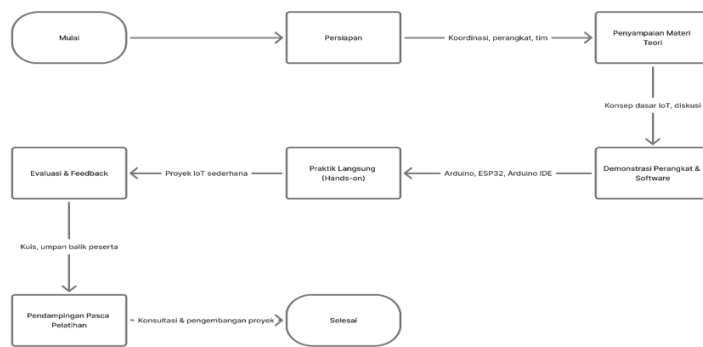 Mulai
Persiapan
Koordinasi, perangkat, tim
Penyampaian Materi
Teori
Konsep dasar IoT, diskusi
Demonstrasi Perangkat &
Software
Arduino, ESP32, Arduino IDE
Praktik Langsung
(Hands-on)
Proyek IoT sederhana
Evaluasi & Feedback
Kuis, umpan balik peserta
Pendampingan Pasca
Pelatihan
Konsultasi & pengembangan proyek
Selesai